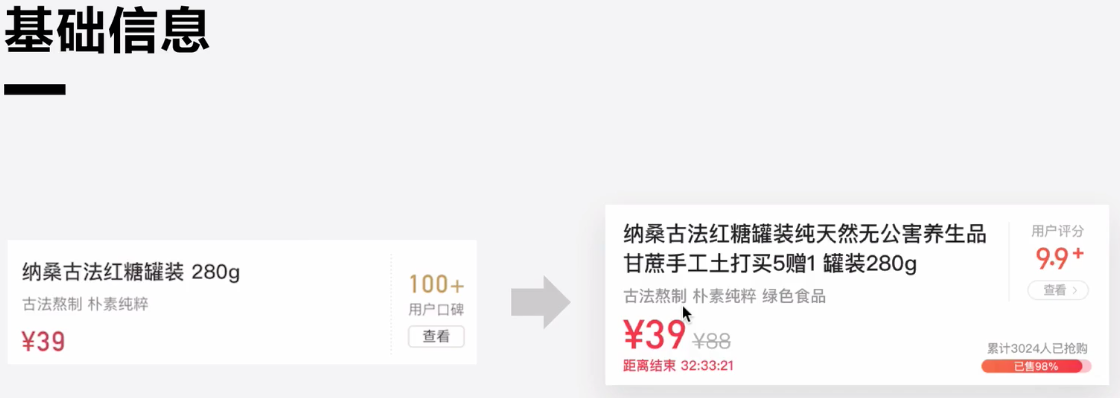 基础信息
纳桑古法红糖罐装 280g
古法熬制 朴素纯粹
¥39
100+
用户口碑
查看
纳桑古法红糖罐装纯天然无公害养生品
甘蔗手工土打买5赠1 罐装280g
古法熬制 朴素纯粹 绿色食品
¥39 ¥88
距离结束 32:33:21
用户评分
9.9+
查看 >
累计3024人已抢购
已售98%